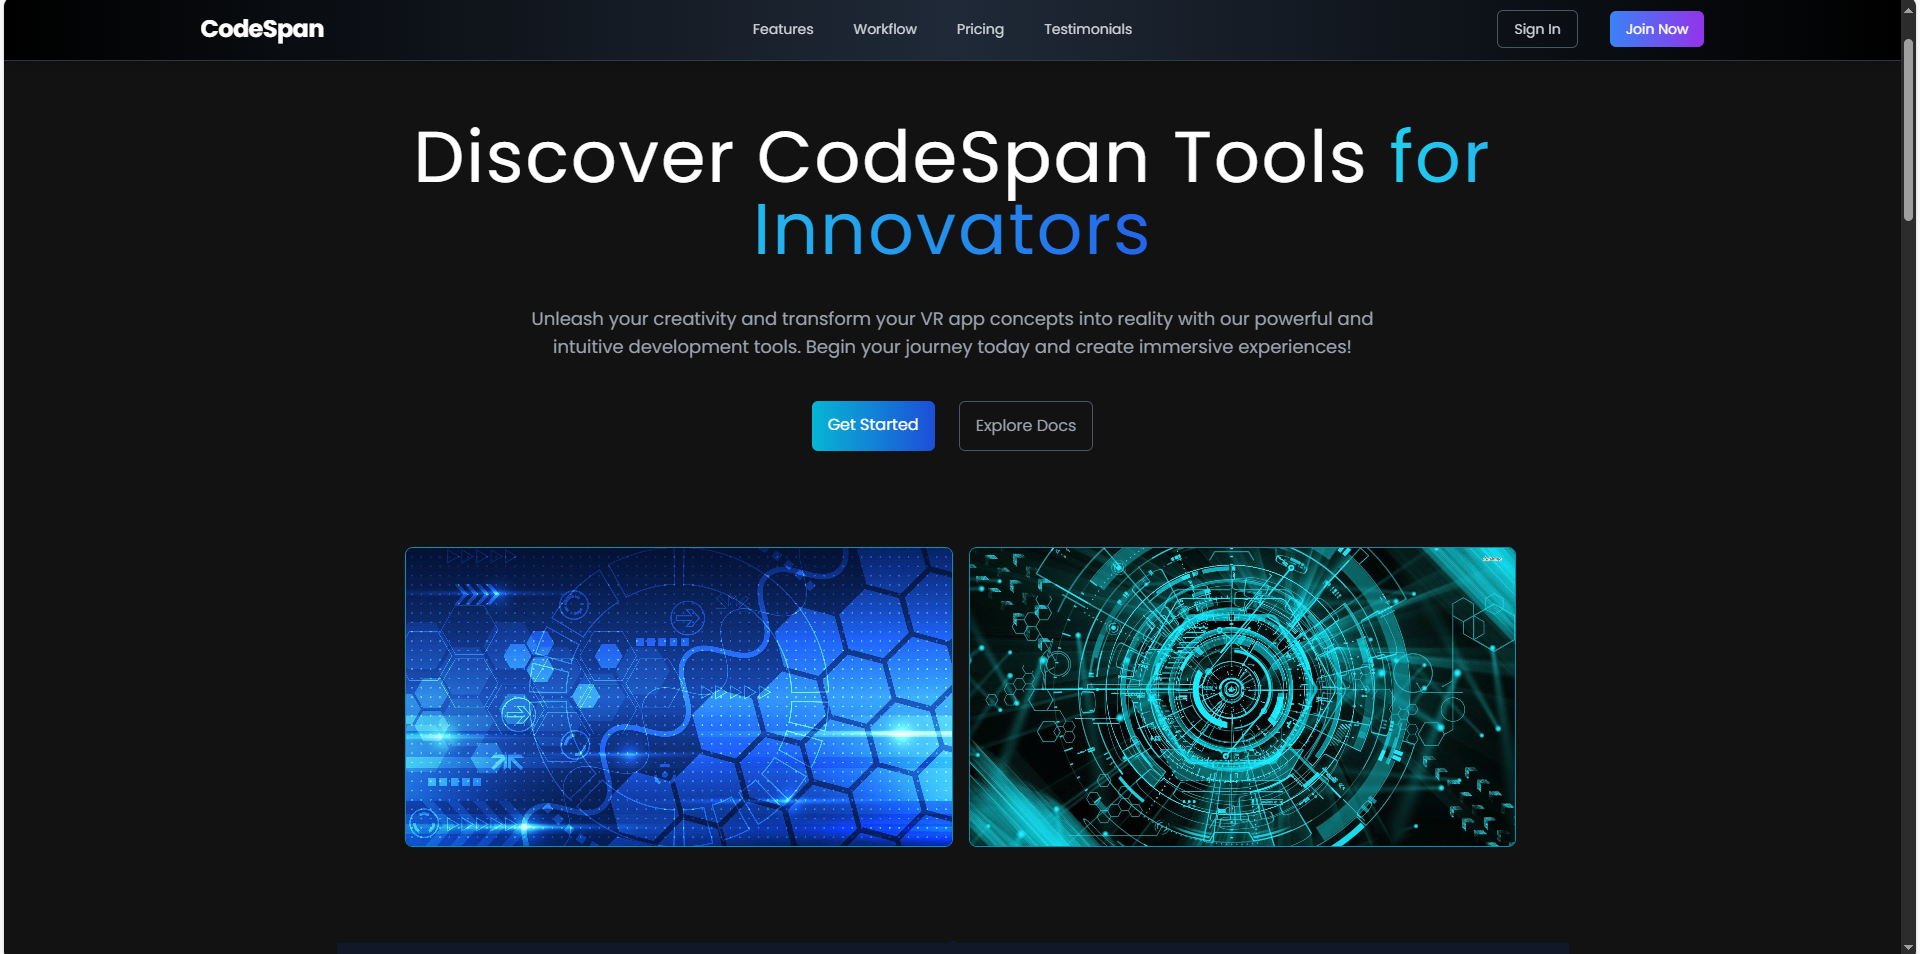 CodeSpan
Features
Workflow
Pricing
Testimonials
Sign In
Join Now
Discover CodeSpan Tools for
Innovators
Unleash your creativity and transform your VR app concepts into reality with our powerful and
intuitive development tools. Begin your journey today and create immersive experiences!
Get Started
Explore Docs